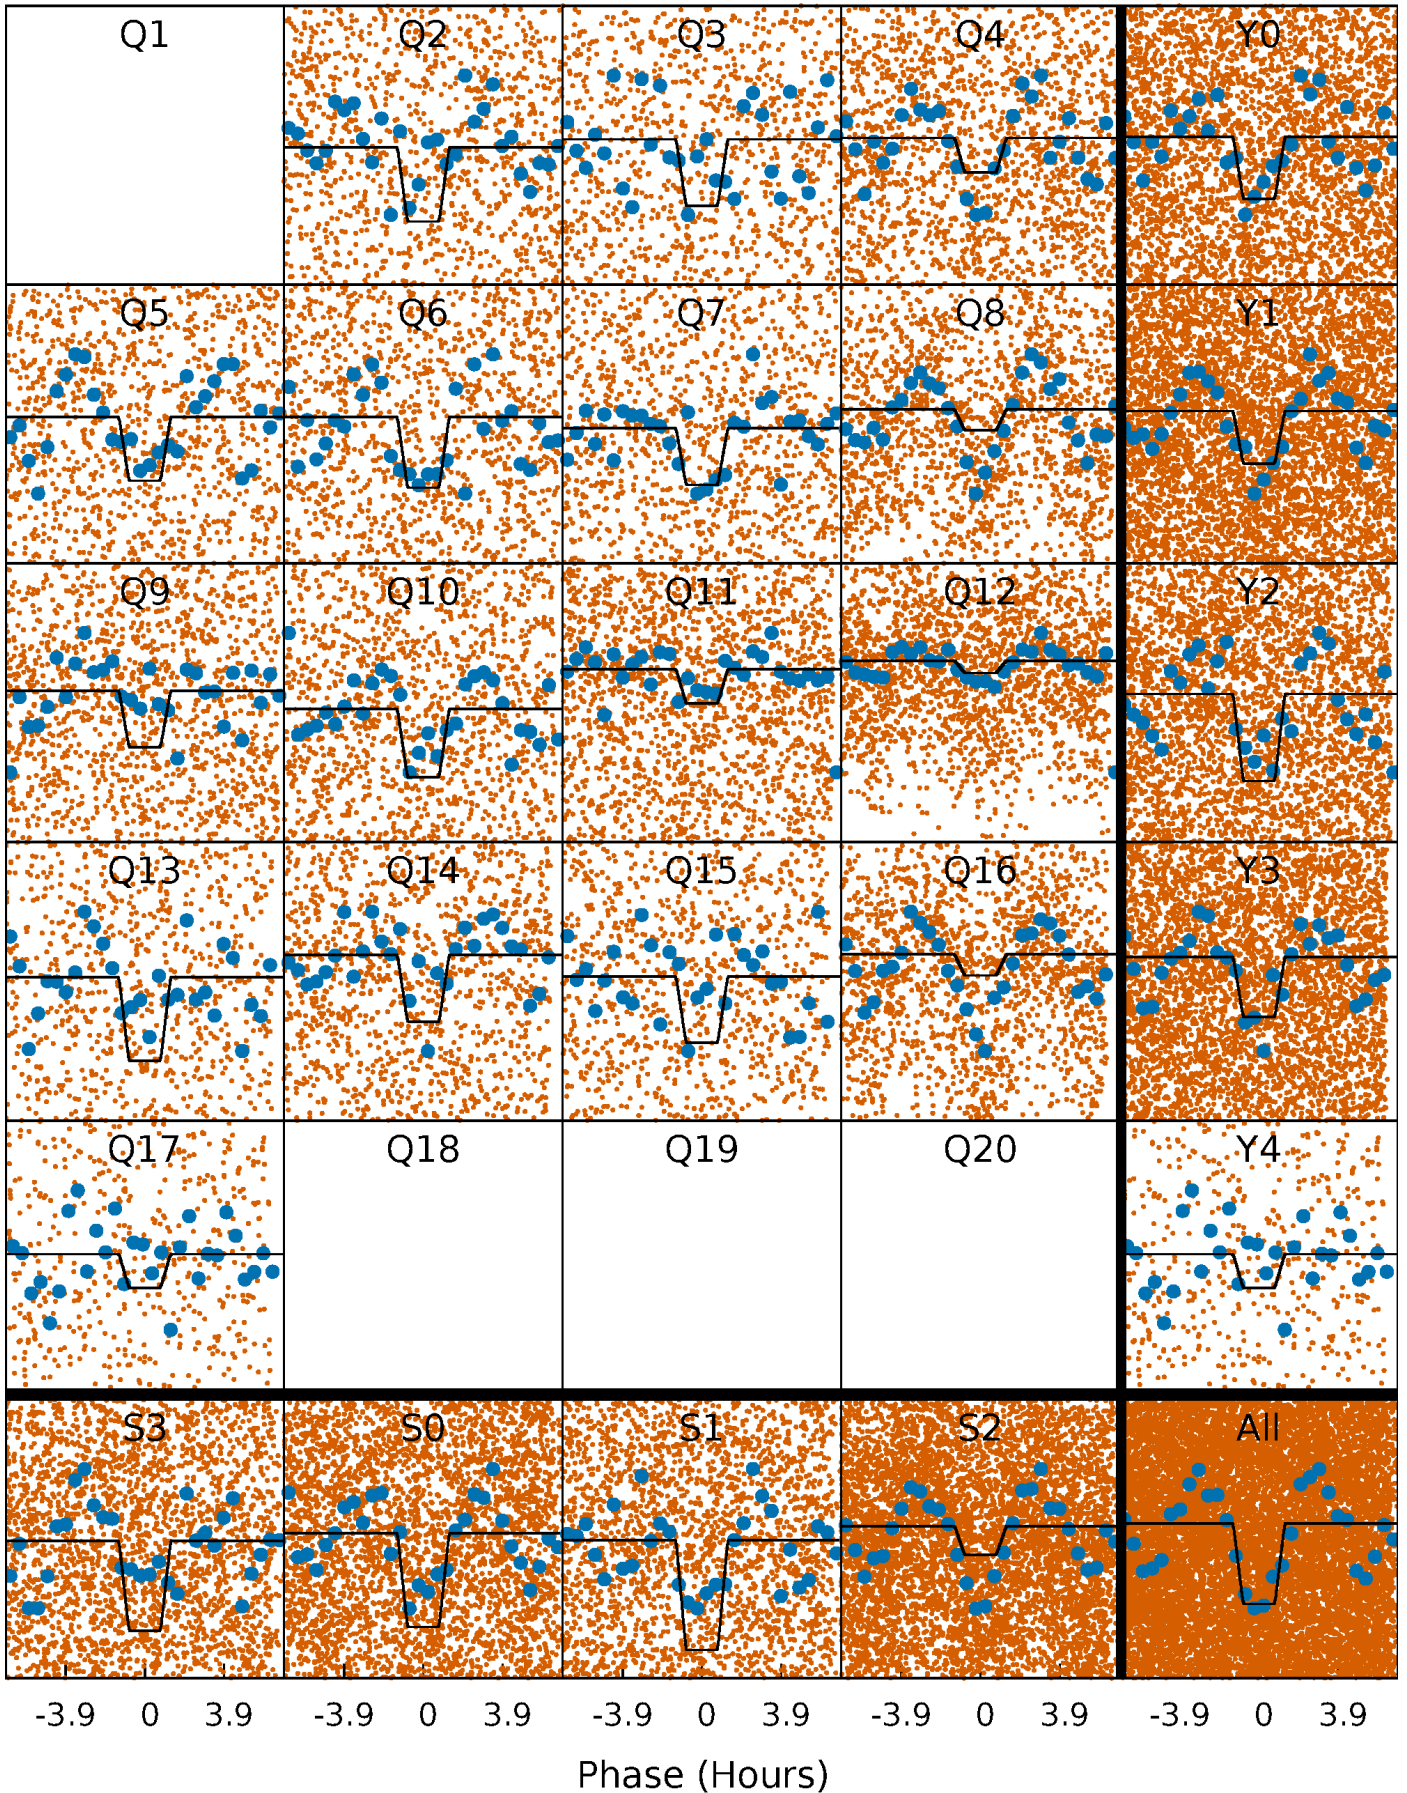 Q1 Q2 Q3 Q4 Y0
Q5 Q6 Q7 Q8 Y1
Q9 Q10 Q11 Q12 Y2
Q13 Q14 Q15 Q16 Y3
Q17 Q18 Q19 Q20 Y4
S3 S0 S1 S2 All
-3.9 0 3.9 -3.9 0 3.9 -3.9 0 3.9 -3.9 0 3.9 -3.9 0 3.9
Phase (Hours)